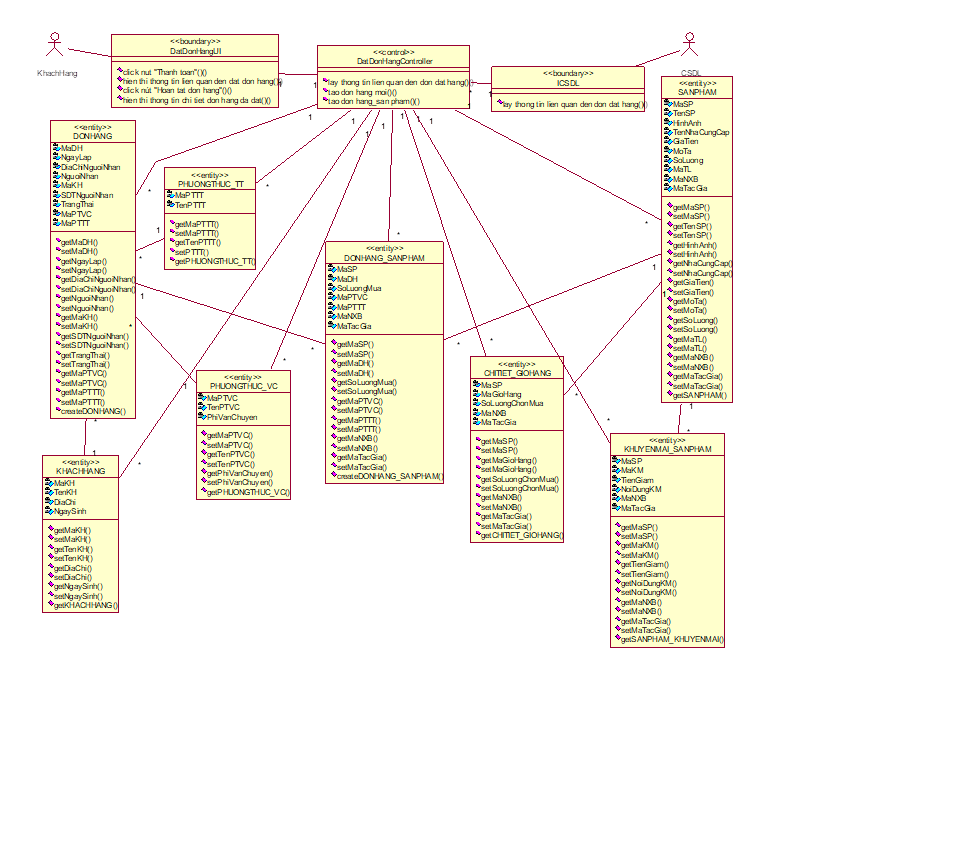 KhachHang
<<boundary>>
DatDonHangUI
click nut "Thanh toan"()()
hien thi thong tin lien quan den dat don hang()()
click nút "Hoan tat don hang"()()
hien thi thong tin chi tiet don hang da dat()()
<<control>>
DatDonHangController
lay thong tin lien quan den don dat hang()()
tao don hang moi()()
tao don hang_san pham()()
<<boundary>>
ICSDL
lay thong tin lien quan den don dat hang()()
CSDL
<<entity>>
SANPHAM
MaSP
TenSP
HinhAnh
TenNhaCungCap
GiaTien
MoTa
SoLuong
MaTL
MaNXB
MaTacGia
getMaSP()
setMaSP()
getTenSP()
setTenSP()
getHinhAnh()
setHinhAnh()
getNhaCungCap()
setNhaCungCap()
getGiaTien()
setGiaTien()
getMoTa()
setMoTa()
getSoLuong()
setSoLuong()
getMaTL()
setMaTL()
getMaNXB()
setMaNXB()
getMaTacGia()
setMaTacGia()
getSANPHAM()
<<entity>>
DONHANG
MaDH
NgayLap
DiaChiNguoiNhan
NguoiNhan
MaKH
SDTNguoiNhan
TrangThai
MaPTVC
MaPTTT
getMaDH()
setMaDH()
getNgayLap()
setNgayLap()
getDiaChiNguoiNhan()
setDiaChiNguoiNhan()
getNguoiNhan()
setNguoiNhan()
getMaKH()
setMaKH()
getSDTNguoiNhan()
setSDTNguoiNhan()
getTrangThai()
setTrangThai()
getMaPTVC()
setMaPTVC()
getMaPTTT()
setMaPTTT()
createDONHANG()
<<entity>>
PHUONGTHUC_TT
MaPTTT
TenPTTT
getMaPTTT()
setMaPTTT()
getTenPTTT()
setPTTT()
getPHUONGTHUC_TT()
<<entity>>
DONHANG_SANPHAM
MaSP
MaDH
SoLuongMua
MaPTVC
MaPTTT
MaNXB
MaTacGia
getMaSP()
setMaSP()
getMaDH()
setMaDH()
getSoLuongMua()
setSoLuongMua()
getMaPTVC()
setMaPTVC()
getMaPTTT()
setMaPTTT()
getMaNXB()
setMaNXB()
getMaTacGia()
setMaTacGia()
createDONHANG_SANPHAM()
<<entity>>
PHUONGTHUC_VC
MaPTVC
TenPTVC
PhiVanChuyen
getMaPTVC()
setMaPTVC()
getTenPTVC()
setTenPTVC()
getPhiVanChuyen()
setPhiVanChuyen()
getPHUONGTHUC_VC()
<<entity>>
CHITIET_GIOHANG
MaSP
MaGioHang
SoLuongChonMua
MaNXB
MaTacGia
getMaSP()
setMaSP()
getMaGioHang()
setMaGioHang()
getSoLuongChonMua()
setSoLuongChonMua()
getMaNXB()
setMaNXB()
getMaTacGia()
setMaTacGia()
getCHITIET_GIOHANG()
<<entity>>
KHACHHANG
MaKH
TenKH
DiaChi
NgaySinh
getMaKH()
setMaKH()
getTenKH()
setTenKH()
getDiaChi()
setDiaChi()
getNgaySinh()
setNgaySinh()
getKHACHHANG()
<<entity>>
KHUYENMAI_SANPHAM
MaSP
MaKM
TienGiam
NoiDungKM
MaNXB
MaTacGia
getMaSP()
setMaSP()
getMaKM()
setMaKM()
getTienGiam()
setTienGiam()
getNoiDungKM()
setNoiDungKM()
getMaNXB()
setMaNXB()
getMaTacGia()
setMaTacGia()
getSANPHAM_KHUYENMAI()